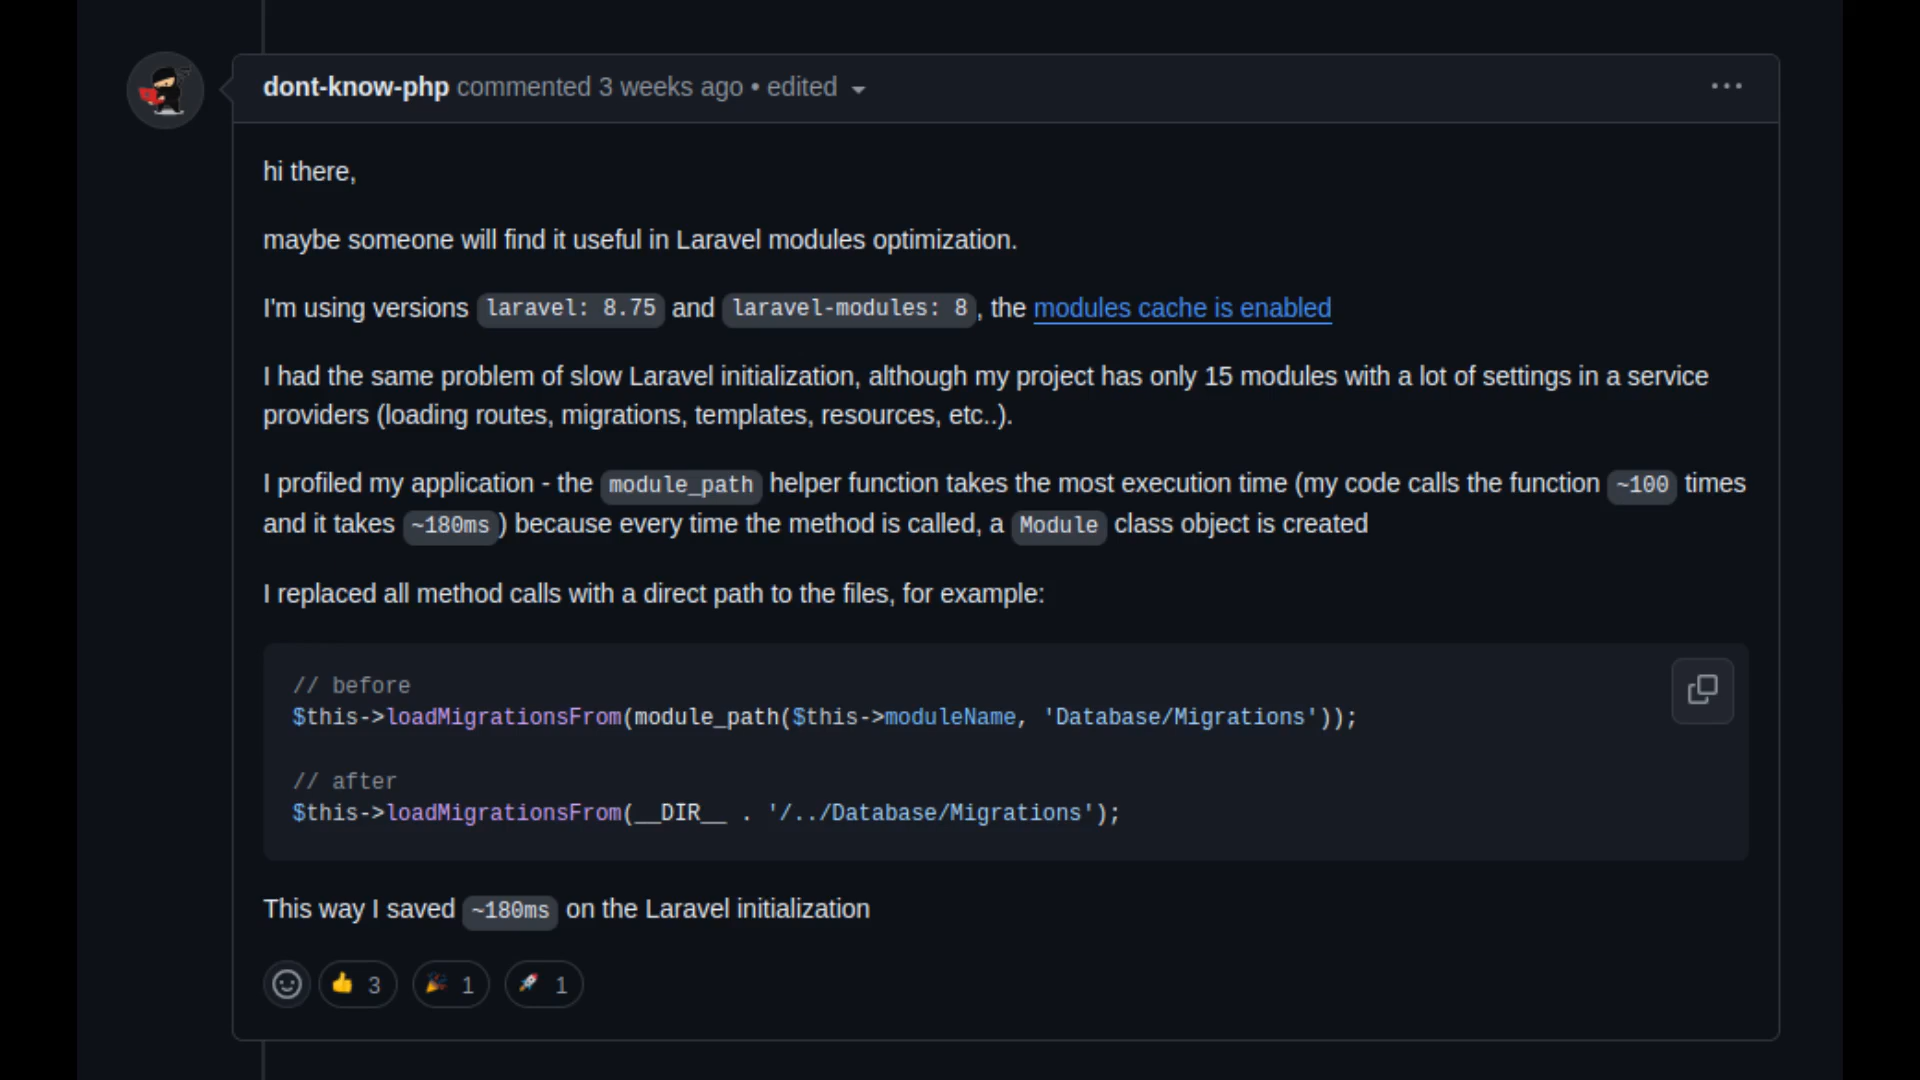 dont-know-php commented 3 weeks ago • edited
hi there,
maybe someone will find it useful in Laravel modules optimization.
I'm using versions laravel: 8.75 and laravel-modules: 8, the modules cache is enabled
I had the same problem of slow Laravel initialization, although my project has only 15 modules with a lot of settings in a service
providers (loading routes, migrations, templates, resources, etc..).
I profiled my application - the module_path helper function takes the most execution time (my code calls the function ~100 times
and it takes ~180ms) because every time the method is called, a Module class object is created
I replaced all method calls with a direct path to the files, for example:
// before
$this->loadMigrationsFrom(module_path($this->moduleName, 'Database/Migrations'));
// after
$this->loadMigrationsFrom(__DIR__ . '/../Database/Migrations');
This way I saved ~180ms on the Laravel initialization
👍 3 🎉 1 🚀 1